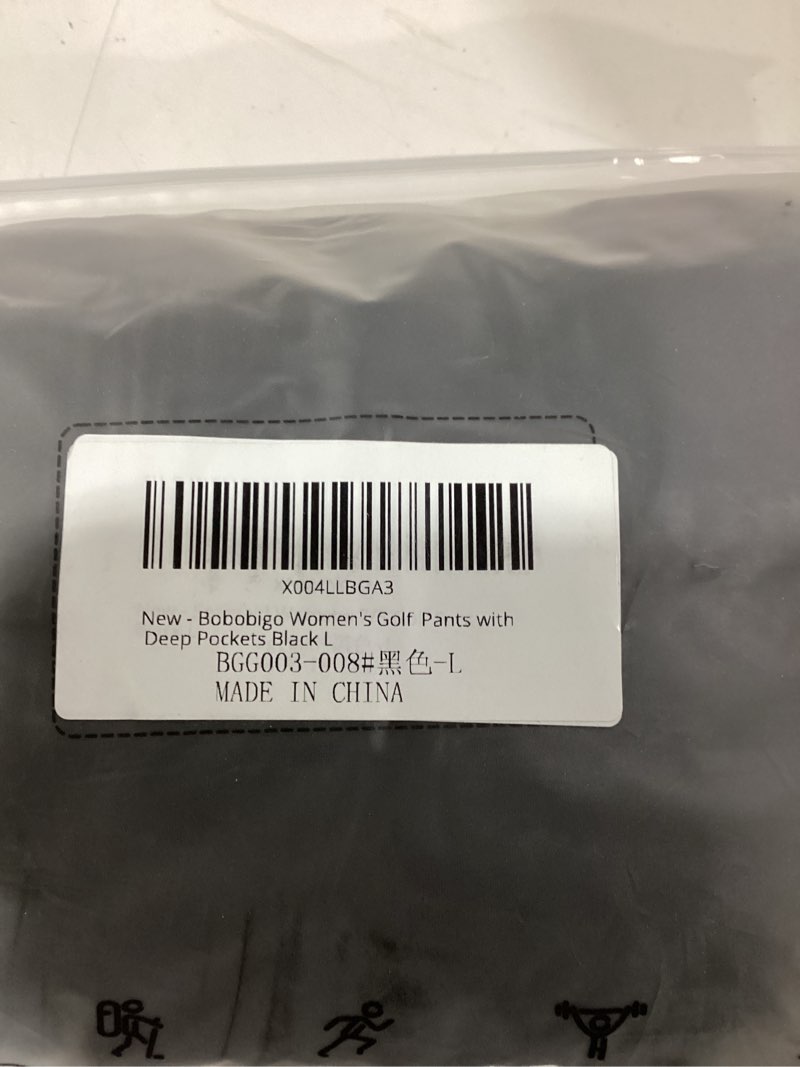 X004LLBGA3
New - Bobobigo Women's Golf Pants with
Deep Pockets Black L
BGG003-008#黑色-L
MADE IN CHINA